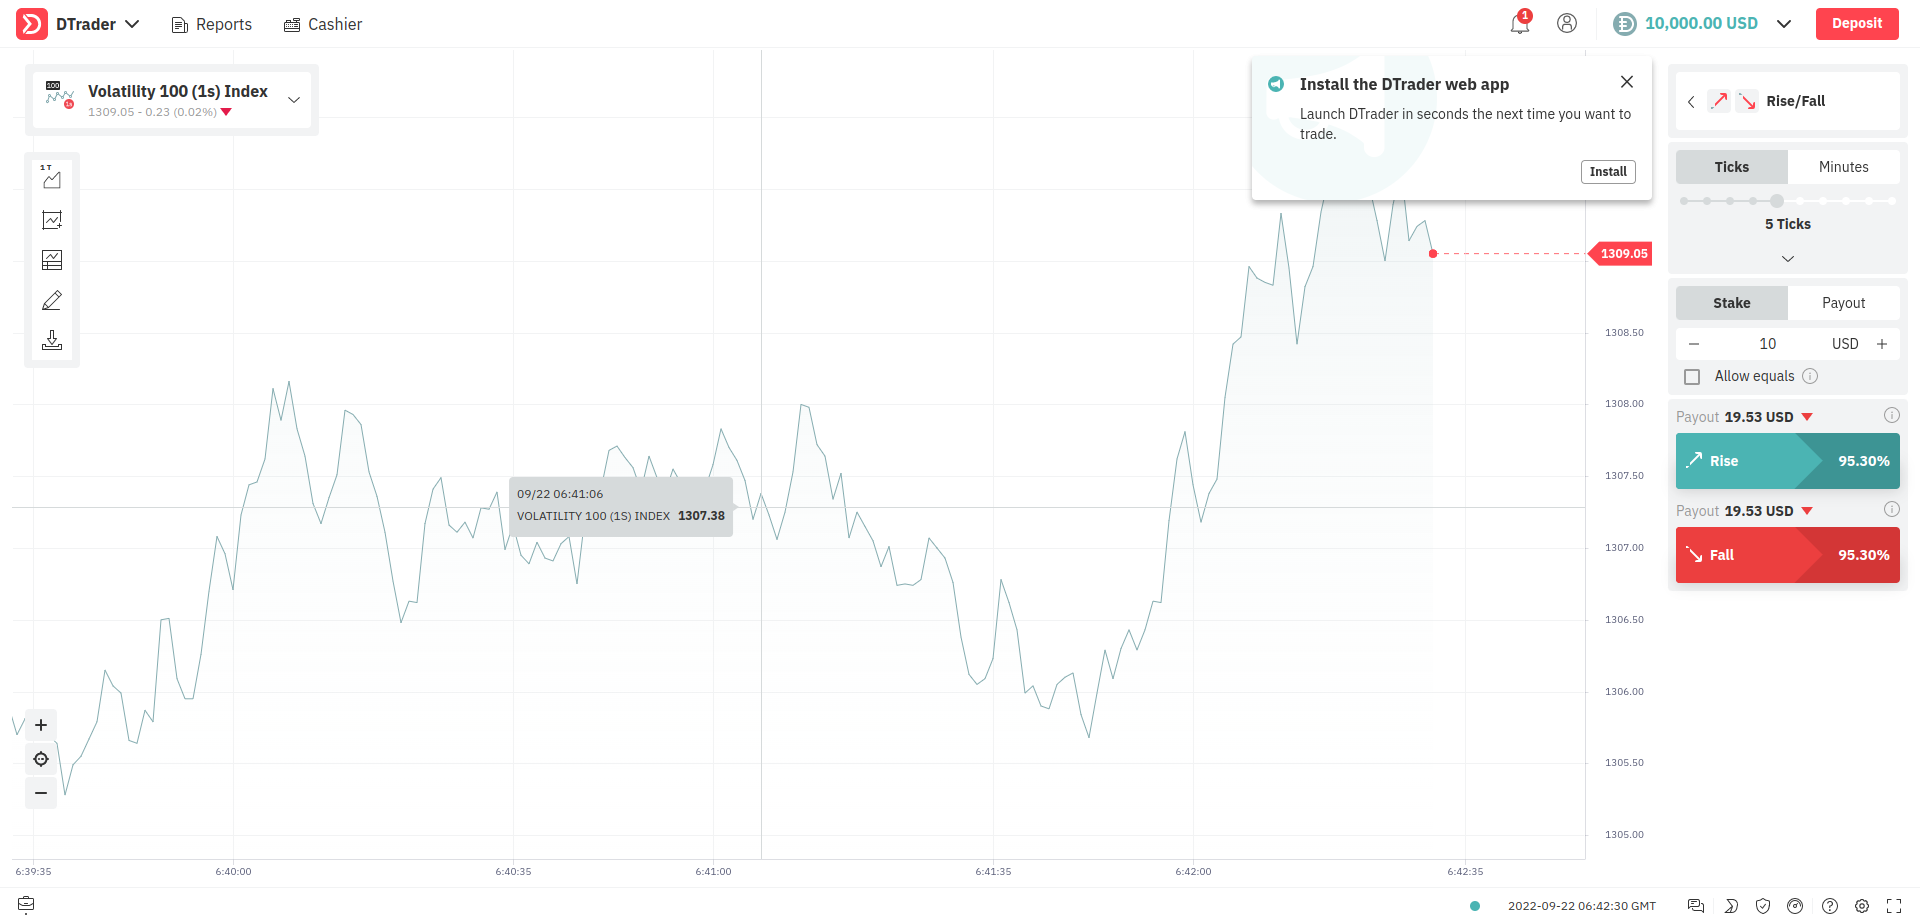 DTrader
Reports
Cashier
1
10,000.00 USD
Deposit
100
1s
Volatility 100 (1s) Index
1309.05 - 0.23 (0.02%)
Install the DTrader web app
Launch DTrader in seconds the next time you want to
trade.
Install
Rise/Fall
1 T
Ticks
Minutes
5 Ticks
1309.05
Stake
Payout
10
USD
Allow equals
Payout 19.53 USD
Rise
95.30%
Payout 19.53 USD
Fall
95.30%
09/22 06:41:06
VOLATILITY 100 (1S) INDEX 1307.38
1308.50
1308.00
1307.50
1307.00
1306.50
1306.00
1305.50
1305.00
6:39:35
6:40:00
6:40:35
6:41:00
6:41:35
6:42:00
6:42:35
2022-09-22 06:42:30 GMT